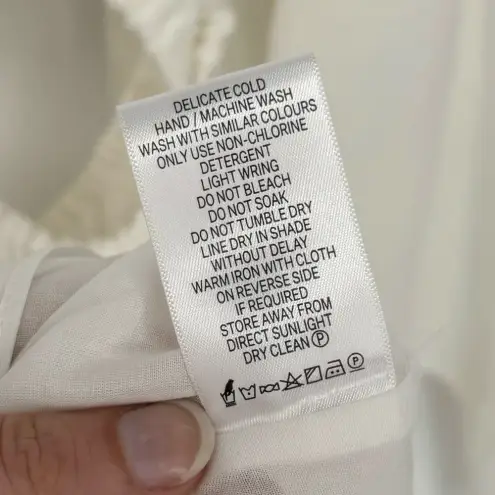 DELICATE COLD
HAND / MACHINE WASH
WASH WITH SIMILAR COLOURS
ONLY USE NON-CHLORINE
DETERGENT
LIGHT WRING
DO NOT BLEACH
DO NOT SOAK
DO NOT TUMBLE DRY
LINE DRY IN SHADE
WITHOUT DELAY
WARM IRON WITH CLOTH
ON REVERSE SIDE
IF REQUIRED
STORE AWAY FROM
DIRECT SUNLIGHT
DRY CLEAN Ⓟ
Ⓟ